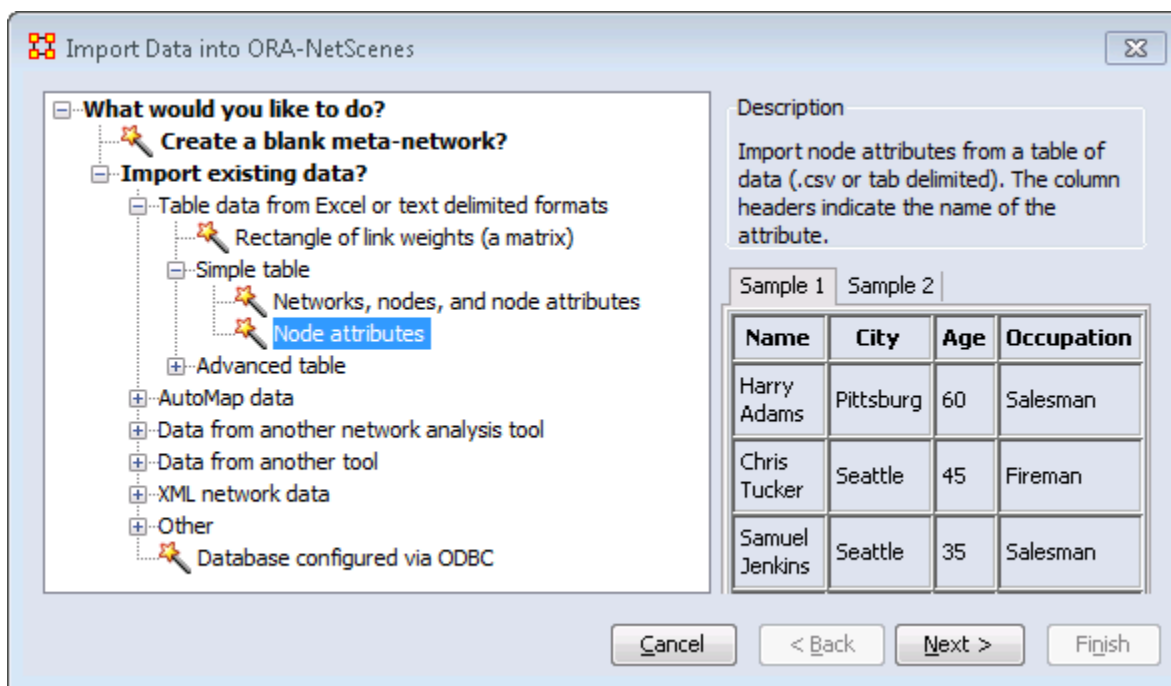 Import Data into ORA-NetScenes
What would you like to do?
Create a blank meta-network?
Import existing data?
Table data from Excel or text delimited formats
Rectangle of link weights (a matrix)
Simple table
Networks, nodes, and node attributes
Node attributes
Advanced table
AutoMap data
Data from another network analysis tool
Data from another tool
XML network data
Other
Database configured via ODBC
Description
Import node attributes from a table of
data (.csv or tab delimited). The column
headers indicate the name of the
attribute.
Sample 1 Sample 2
Name City Age Occupation
Harry
Adams Pittsburg 60 Salesman
Chris
Tucker Seattle 45 Fireman
Samuel
Jenkins Seattle 35 Salesman
Cancel < Back Next > Finish